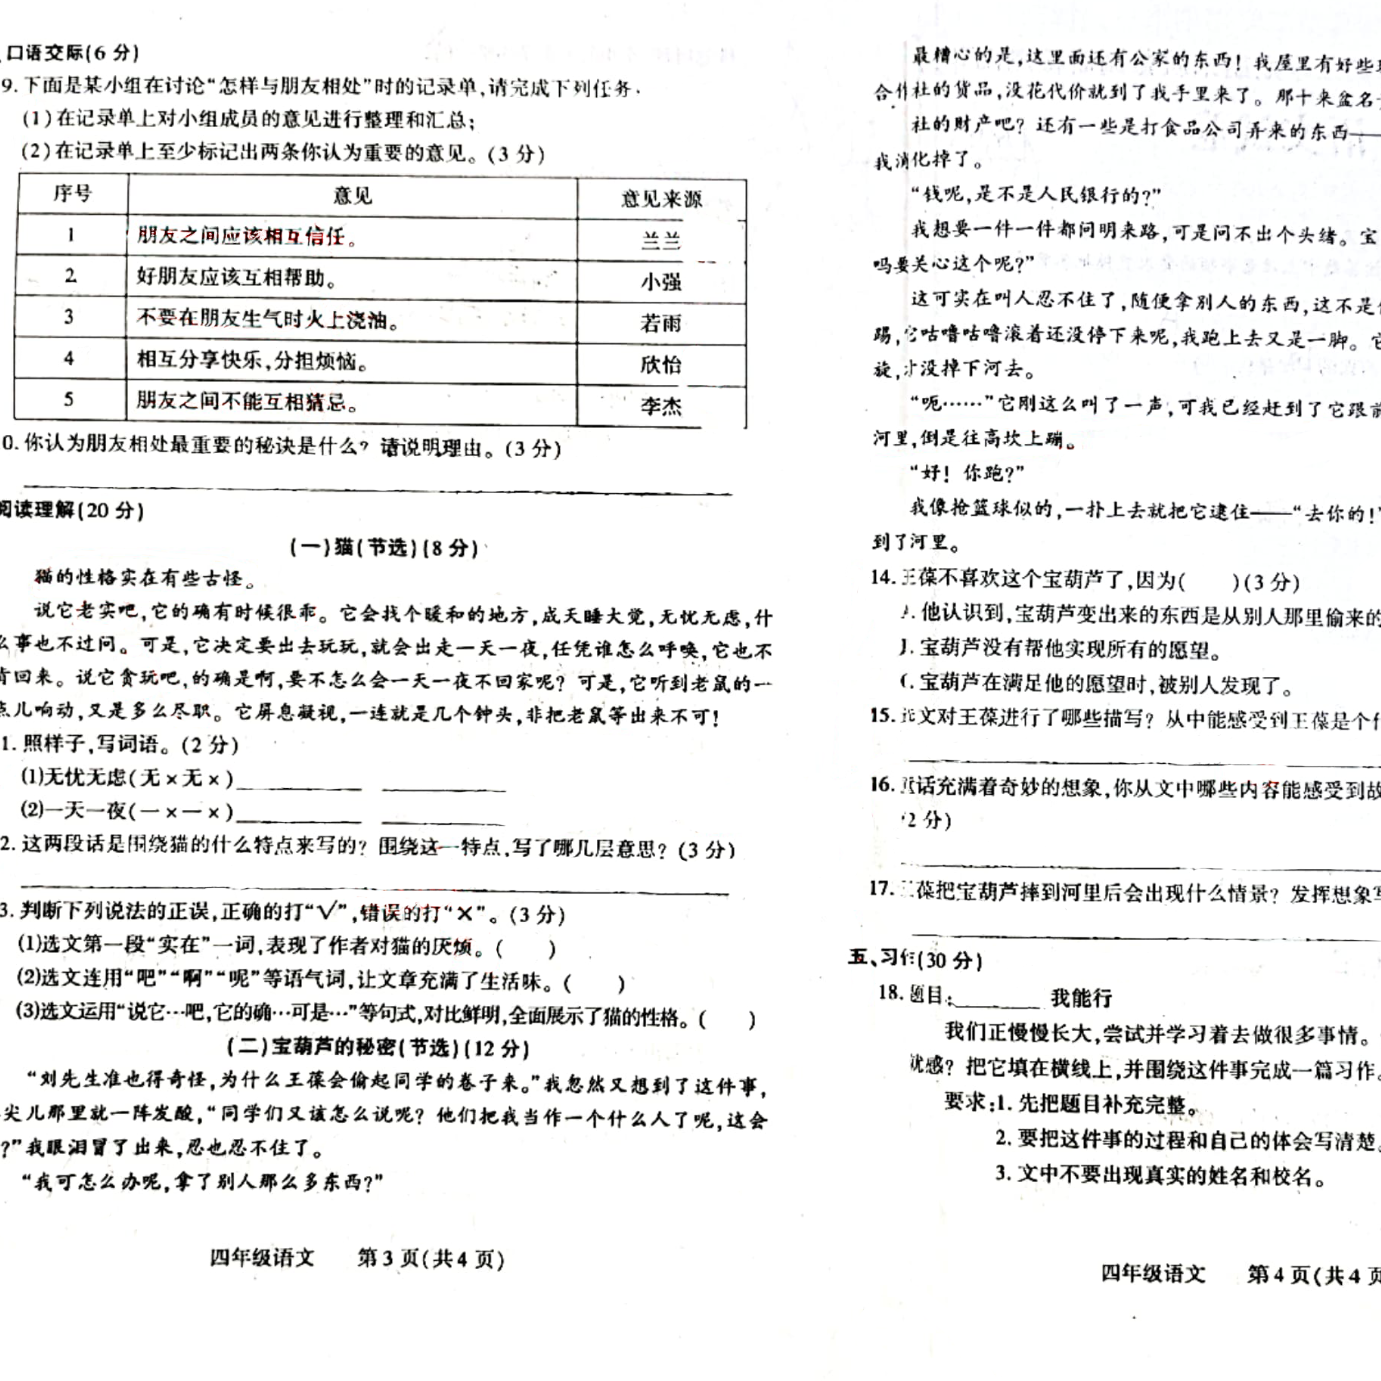 口语交际(6分)
9.下面是某小组在讨论“怎样与朋友相处”时的记录单,请完成下列任务.
(1)在记录单上对小组成员的意见进行整理和汇总;
(2)在记录单上至少标记出两条你认为重要的意见。(3分)
序号 意见 意见来源
1 朋友之间应该相互信任。 兰兰
2 好朋友应该互相帮助。 小强
3 不要在朋友生气时火上浇油。 若雨
4 相互分享快乐,分担烦恼。 欣怡
5 朋友之间不能互相猜忌。 李杰
0.你认为朋友相处最重要的秘诀是什么?请说明理由。(3分)
阅读理解(20分)
(一)猫(节选)(8分)
猫的性格实在有些古怪。
说它老实吧,它的确有时候很乖。它会找个暖和的地方,成天睡大觉,无忧无虑,什
么事也不过问。可是,它决定要出去玩玩,就会出走一天一夜,任凭谁怎么呼唤,它也不
肯回来。说它贪玩吧,的确是啊,要不怎么会一天一夜不回家呢?可是,它听到老鼠的一
点儿响动,又是多么尽职。它屏息凝视,一连就是几个钟头,非把老鼠等出来不可!
1.照样子,写词语。(2分)
(1)无忧无虑(无×无×)
(2)一天一夜(一×一×)
2.这两段话是围绕猫的什么特点来写的?围绕这一特点,写了哪几层意思?(3分)
3.判断下列说法的正误,正确的打“√”,错误的打“×”。(3分)
(1)选文第一段“实在”一词,表现了作者对猫的厌烦。( )
(2)选文连用“吧”“啊”“呢”等语气词,让文章充满了生活味。( )
(3)选文运用“说它…吧,它的确…可是…”等句式,对比鲜明,全面展示了猫的性格。( )
(二)宝葫芦的秘密(节选)(12分)
“刘先生准也得奇怪,为什么王葆会偷起同学的卷子来。”我忽然又想到了这件事,
尖儿那里就一阵发酸,“同学们又该怎么说呢?他们把我当作一个什么人了呢,这会
?”我眼泪冒了出来,忍也忍不住了。
“我可怎么办呢,拿了别人那么多东西?”
四年级语文 第3页(共4页)
最糟心的是,这里面还有公家的东西!我屋里有好些
合作社的货品,没花代价就到了我手里来了。那十来盆名
社的财产吧?还有一些是打食品公司弄来的东西——
我消化掉了。
“钱呢,是不是人民银行的?”
我想要一件一件都问明来路,可是问不出个头绪。宝
吗要关心这个呢?”
这可实在叫人忍不住了,随便拿别人的东西,这不是
踢,它咕噜咕噜滚着还没停下来呢,我跑上去又是一脚。它
旋,才没掉下河去。
“呃……”它刚这么叫了一声,可我已经赶到了它跟前
河里,倒是往高坎上蹦。
“好!你跑?”
我像抢篮球似的,一扑上去就把它逮住——“去你的!”
到了河里。
14.王葆不喜欢这个宝葫芦了,因为( )(3分)
A.他认识到,宝葫芦变出来的东西是从别人那里偷来的
宝葫芦没有帮他实现所有的愿望。
宝葫芦在满足他的愿望时,被别人发现了。
15.选文对王葆进行了哪些描写?从中能感受到王葆是个什
16.童话充满着奇妙的想象,你从文中哪些内容能感受到故
2分)
17.王葆把宝葫芦摔到河里后会出现什么情景?发挥想象写
五、习作(30分)
18.题目: 我能行
我们正慢慢长大,尝试并学习着去做很多事情。
就感?把它填在横线上,并围绕这件事完成一篇习作。
要求:1.先把题目补充完整。
2.要把这件事的过程和自己的体会写清楚。
3.文中不要出现真实的姓名和校名。
四年级语文 第4页(共4页